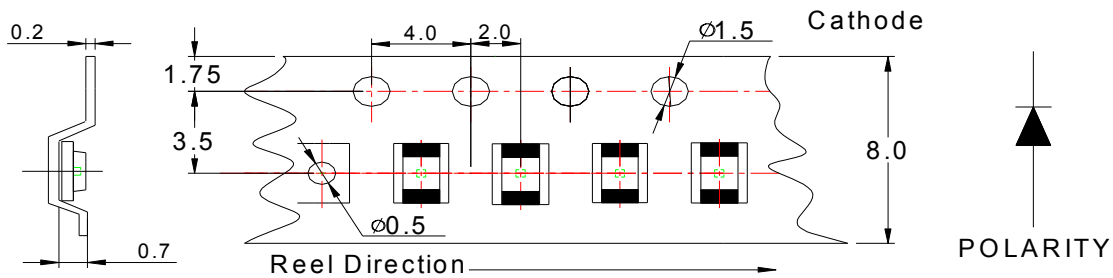 Cathode
0.2
4.0
2.0
Ø1.5
1.75
3.5
8.0
Ø0.5
0.7
POLARITY
Reel Direction